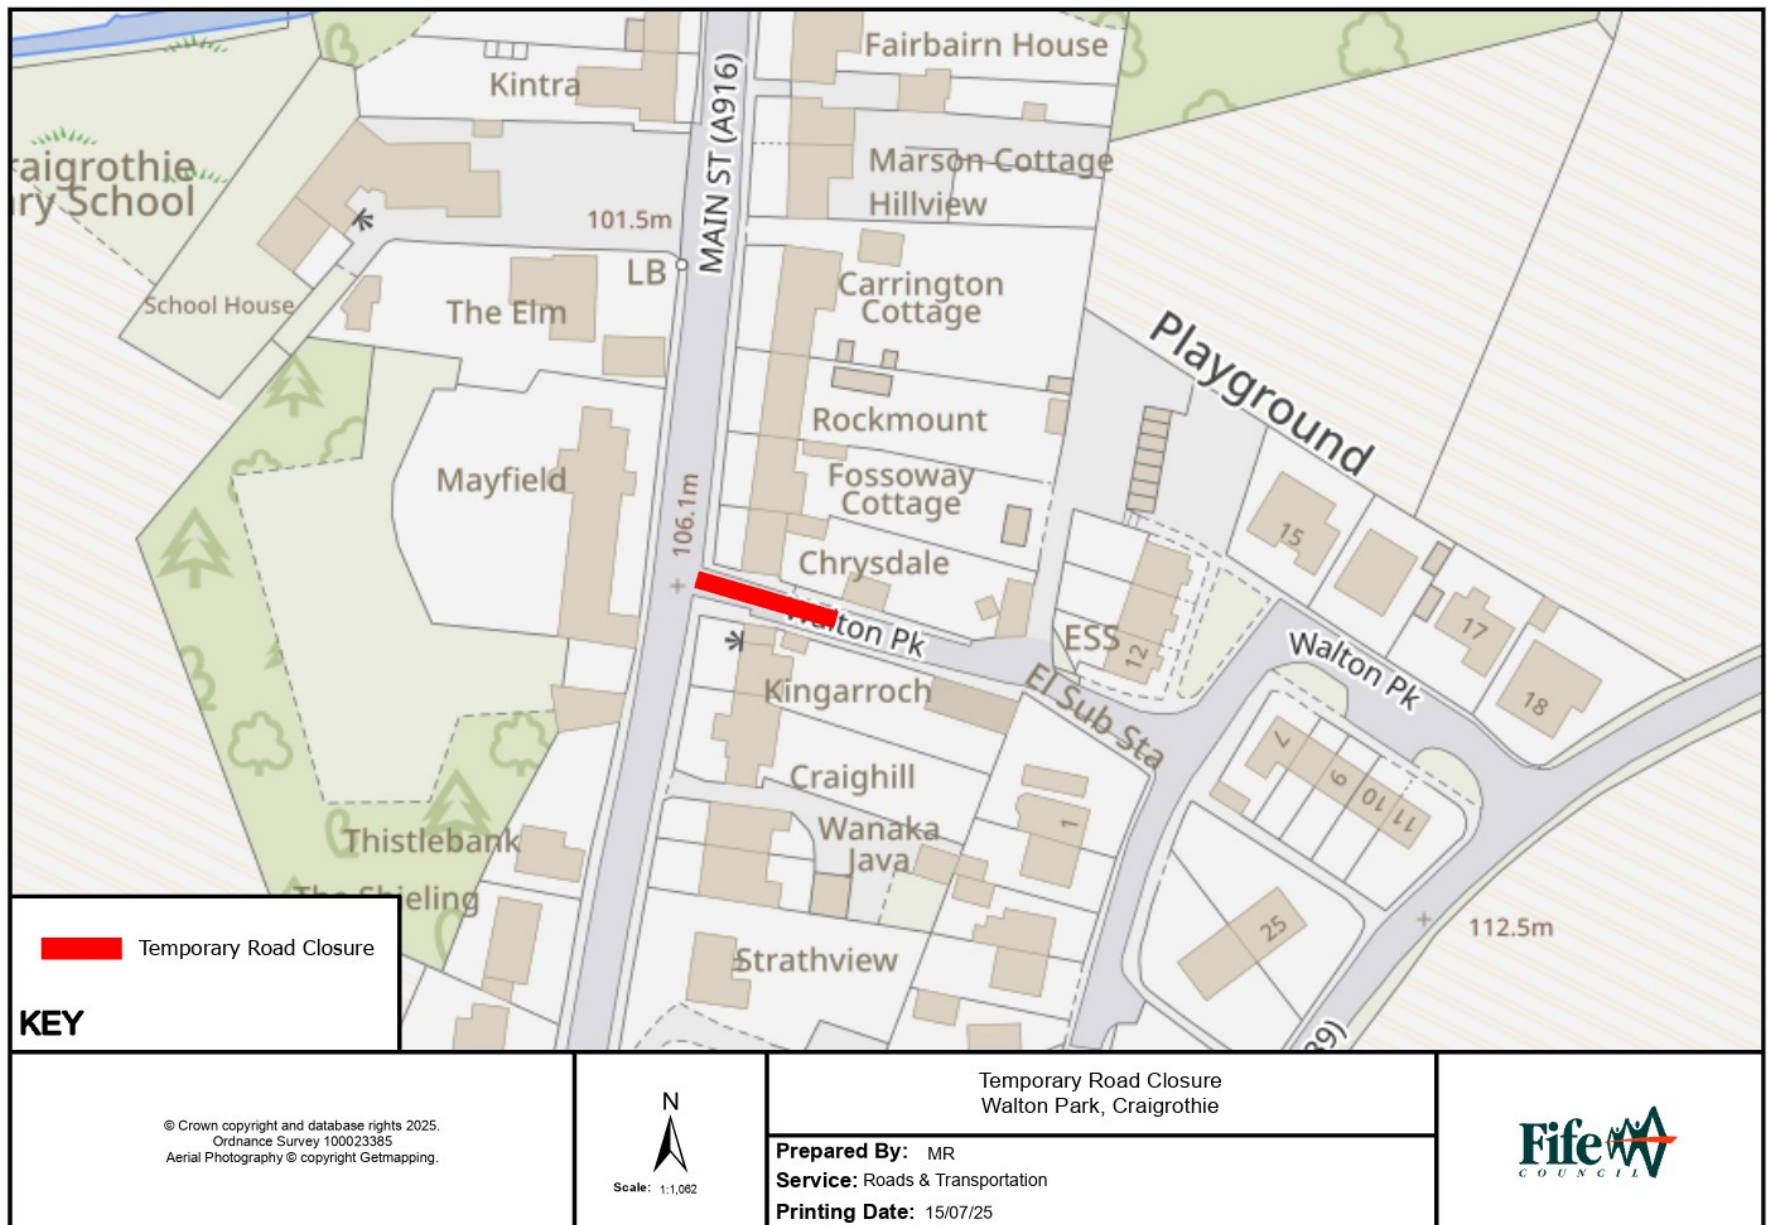 Fairbairn House
Kintra
MAIN ST (A916)
Marson Cottage
Hillview
raigrothie
ry School
101.5m
LB
School House
The Elm
Carrington
Cottage
Playground
Rockmount
Mayfield
Fossoway
Cottage
106.1m
Chrysdale
15
Walton Pk
ESS
12
17
Walton Pk
18
Kingarroch
El Sub Sta
7
9
10
11
Craighill
1
Wanaka
Java
Thistlebank
The Shieling
25
112.5m
Strathview
39)
Temporary Road Closure
KEY
© Crown copyright and database rights 2025.
Ordnance Survey 100023385
Aerial Photography © copyright Getmapping.
N
Scale: 1:1,062
Temporary Road Closure
Walton Park, Craigrothie
Prepared By: MR
Service: Roads & Transportation
Printing Date: 15/07/25
Fife
COUNCIL